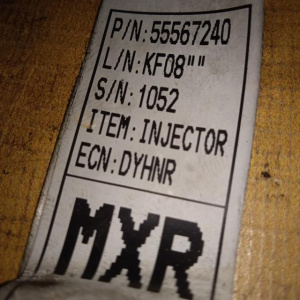 P/N:55567240
L/N:KF08""
S/N:1052
ITEM:INJECTOR
ECN:DYHNR
MXR